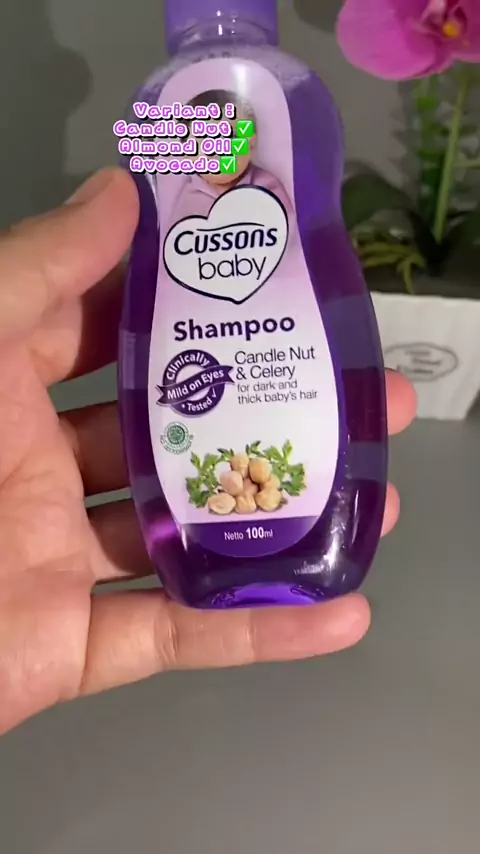 Variant :
Candle Nut ✅
Almond Oil✅
Avocado✅
Cussons
baby
Shampoo
Clinically
Mild on Eyes
• Tested ✓
Candle Nut
& Celery
for dark and
thick baby's hair
Netto 100ml